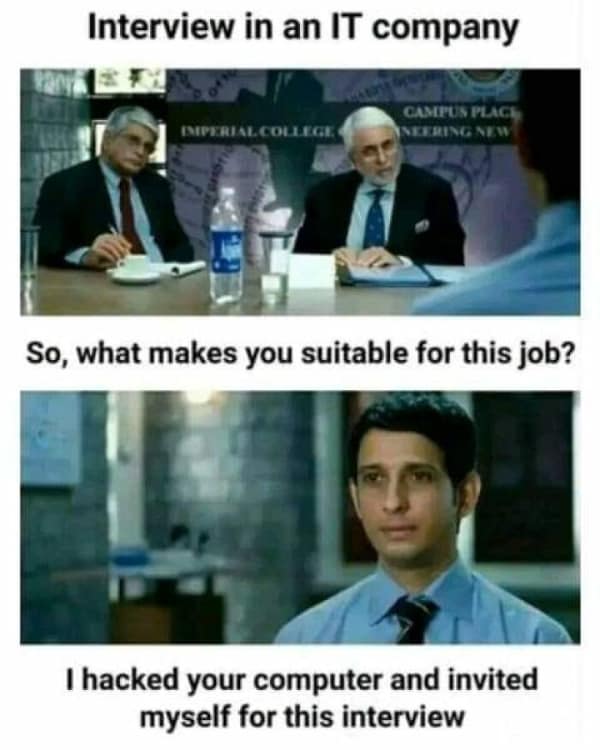 Interview in an IT company
CAMPUS PLACE
IMPERIAL COLLEGE
NEERING NEW
So, what makes you suitable for this job?
I hacked your computer and invited
myself for this interview